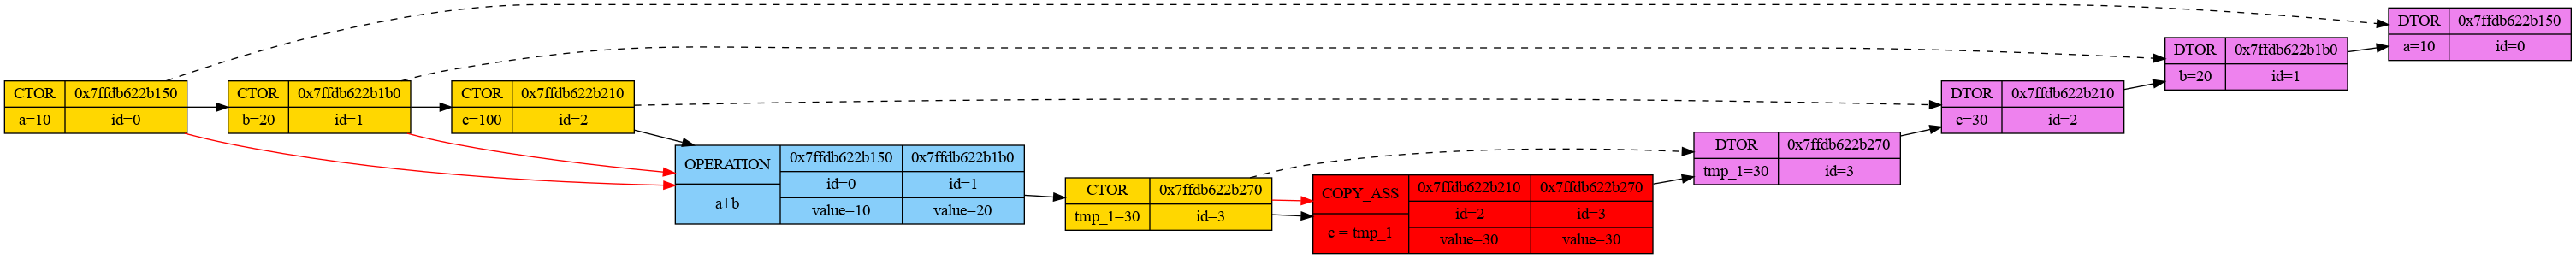 CTOR 0x7ffdb622b150
a=10 id=0
CTOR 0x7ffdb622b1b0
b=20 id=1
CTOR 0x7ffdb622b210
c=100 id=2
OPERATION 0x7ffdb622b150 0x7ffdb622b1b0
id=0 id=1
a+b
value=10 value=20
CTOR 0x7ffdb622b270
tmp_1=30 id=3
COPY_ASS 0x7ffdb622b210 0x7ffdb622b270
id=2 id=3
c = tmp_1
value=30 value=30
DTOR 0x7ffdb622b270
tmp_1=30 id=3
DTOR 0x7ffdb622b210
c=30 id=2
DTOR 0x7ffdb622b1b0
b=20 id=1
DTOR 0x7ffdb622b150
a=10 id=0